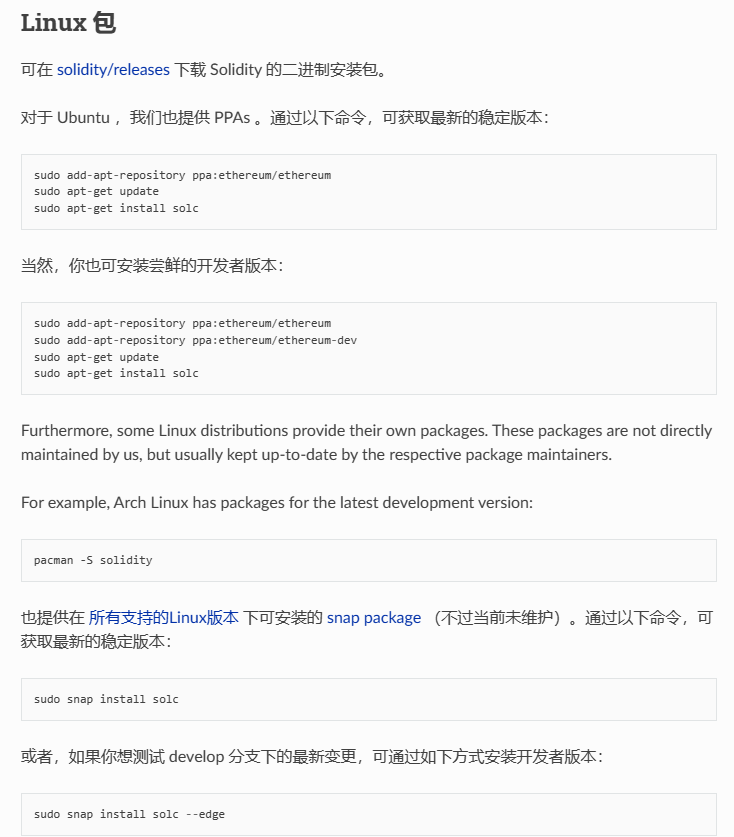 Linux 包
可在 solidity/releases 下载 Solidity 的二进制安装包。
对于 Ubuntu ，我们也提供 PPAs 。通过以下命令，可获取最新的稳定版本：
sudo add-apt-repository ppa:ethereum/ethereum
sudo apt-get update
sudo apt-get install solc
当然，你也可安装尝鲜的开发者版本：
sudo add-apt-repository ppa:ethereum/ethereum
sudo add-apt-repository ppa:ethereum/ethereum-dev
sudo apt-get update
sudo apt-get install solc
Furthermore, some Linux distributions provide their own packages. These packages are not directly
maintained by us, but usually kept up-to-date by the respective package maintainers.
For example, Arch Linux has packages for the latest development version:
pacman -S solidity
也提供在 所有支持的Linux版本 下可安装的 snap package （不过当前未维护）。通过以下命令，可
获取最新的稳定版本：
sudo snap install solc
或者，如果你想测试 develop 分支下的最新变更，可通过如下方式安装开发者版本：
sudo snap install solc --edge